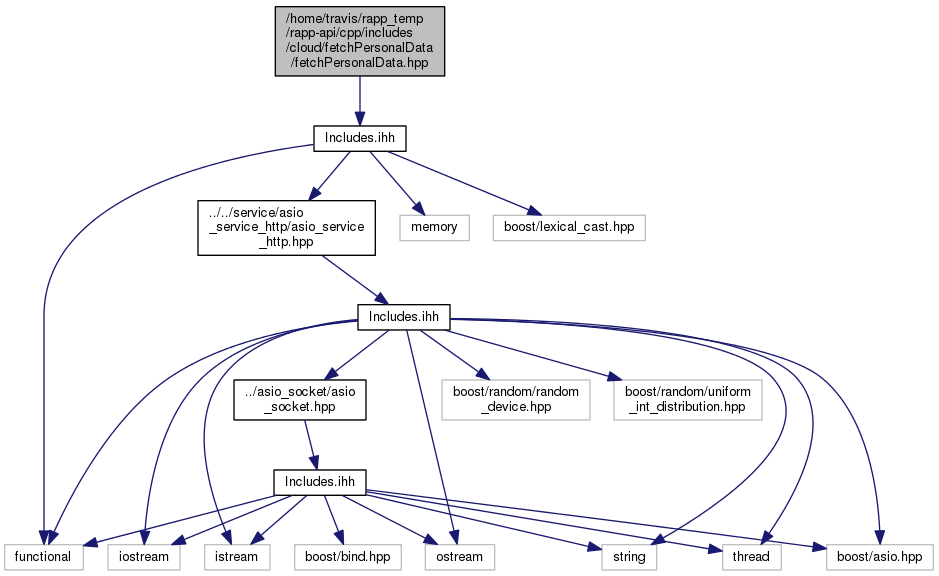 /home/travis/rapp_temp
/rapp-api/cpp/includes
/cloud/fetchPersonalData
/fetchPersonalData.hpp
Includes.ihh
../../service/asio
_service_http/asio_service
_http.hpp
memory
boost/lexical_cast.hpp
Includes.ihh
../asio_socket/asio
_socket.hpp
boost/random/random
_device.hpp
boost/random/uniform
_int_distribution.hpp
Includes.ihh
functional
iostream
istream
boost/bind.hpp
ostream
string
thread
boost/asio.hpp